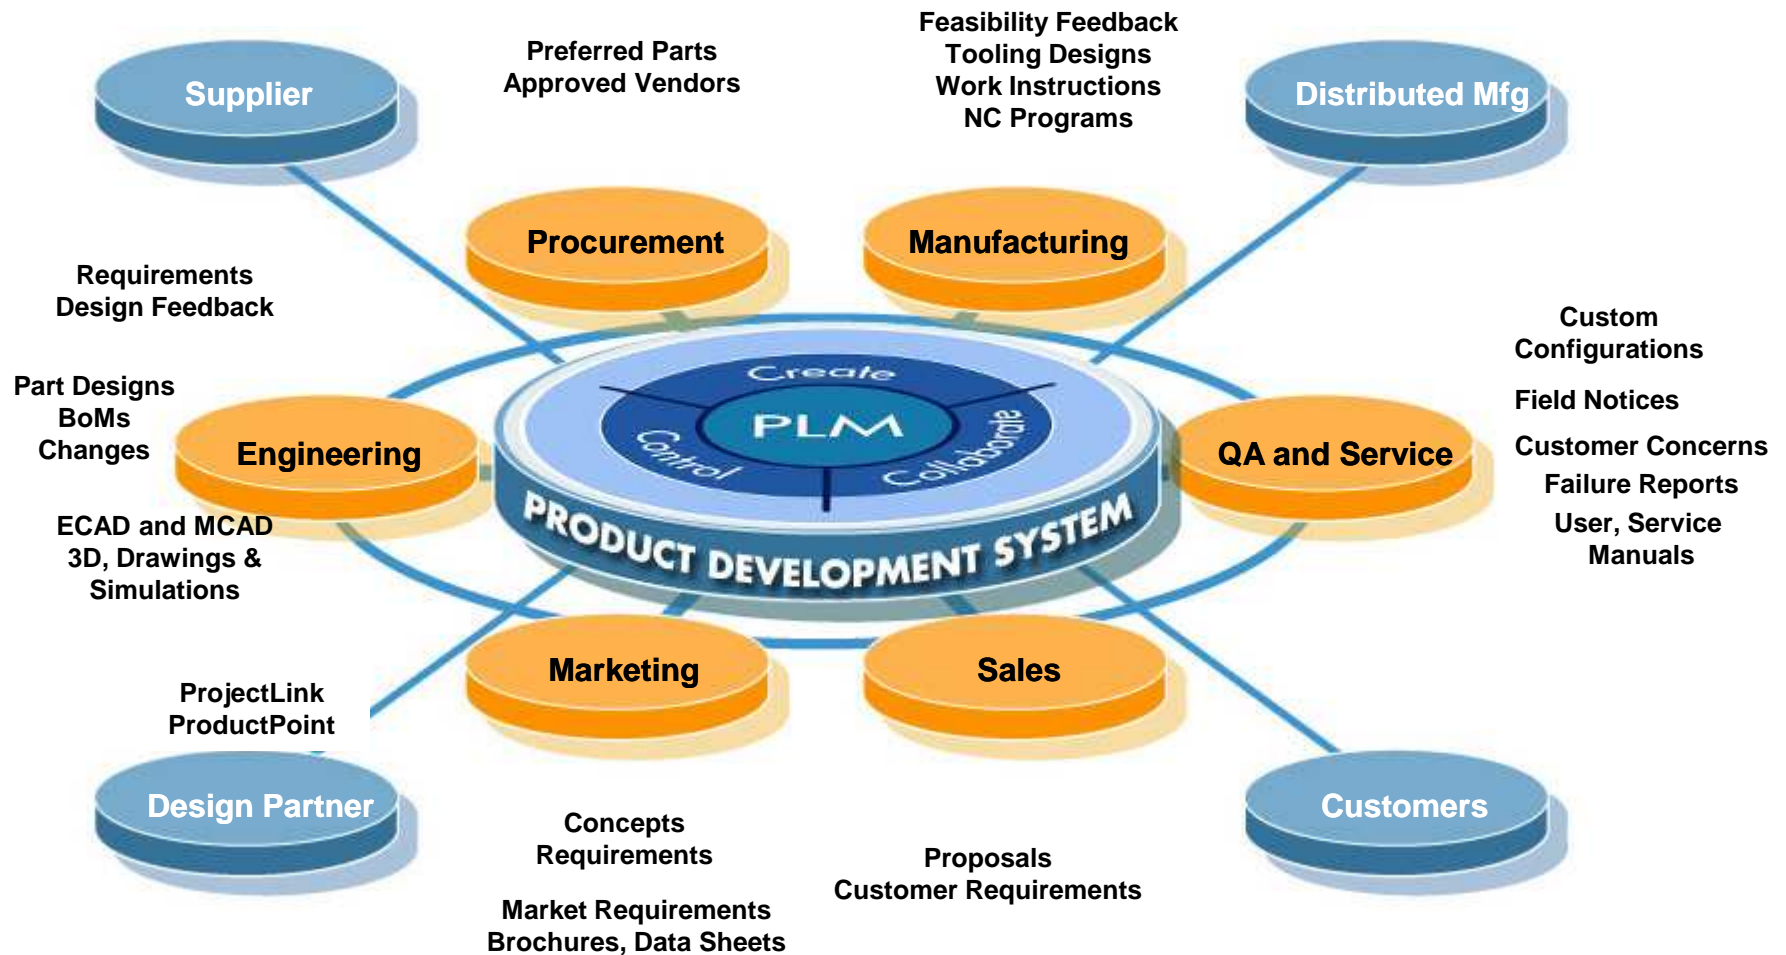 Feasibility Feedback
Tooling Designs
Work Instructions
NC Programs
Preferred Parts
Approved Vendors
Supplier
Distributed Mfg
Procurement
Manufacturing
Requirements
Design Feedback
Custom
Configurations
Field Notices
Customer Concerns
Failure Reports
User, Service
Manuals
Part Designs
BoMs
Changes
Engineering
Create
PLM
Control
Collaborate
QA and Service
PRODUCT DEVELOPMENT SYSTEM
ECAD and MCAD
3D, Drawings &
Simulations
Marketing
Sales
ProjectLink
ProductPoint
Design Partner
Customers
Concepts
Requirements
Proposals
Customer Requirements
Market Requirements
Brochures, Data Sheets